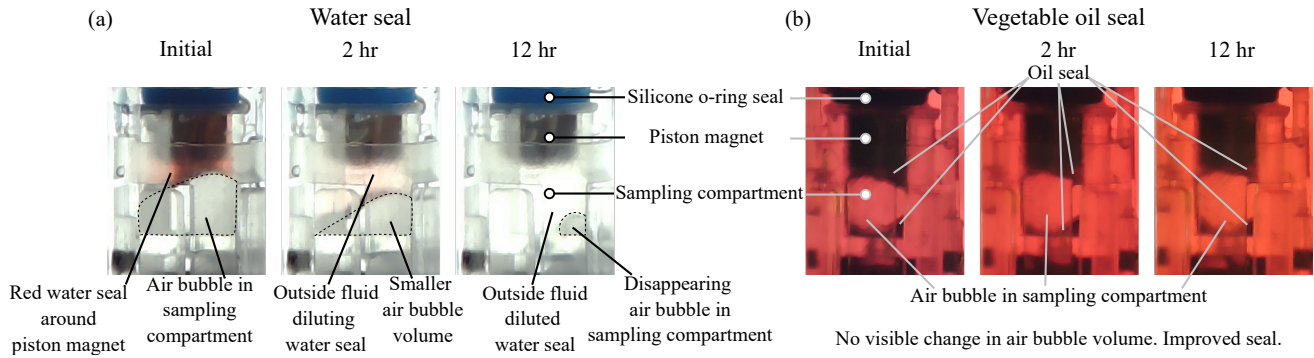 (a)
Water seal
Initial
2 hr
12 hr
Red water seal
around
piston magnet
Air bubble in
sampling
compartment
Outside fluid
diluting
water seal
Smaller
air bubble
volume
Outside fluid
diluted
water seal
Disappearing
air bubble in
sampling compartment
Silicone o-ring seal
Piston magnet
Sampling compartment
(b)
Vegetable oil seal
Initial
2 hr
12 hr
Oil seal
Air bubble in sampling compartment
No visible change in air bubble volume. Improved seal.